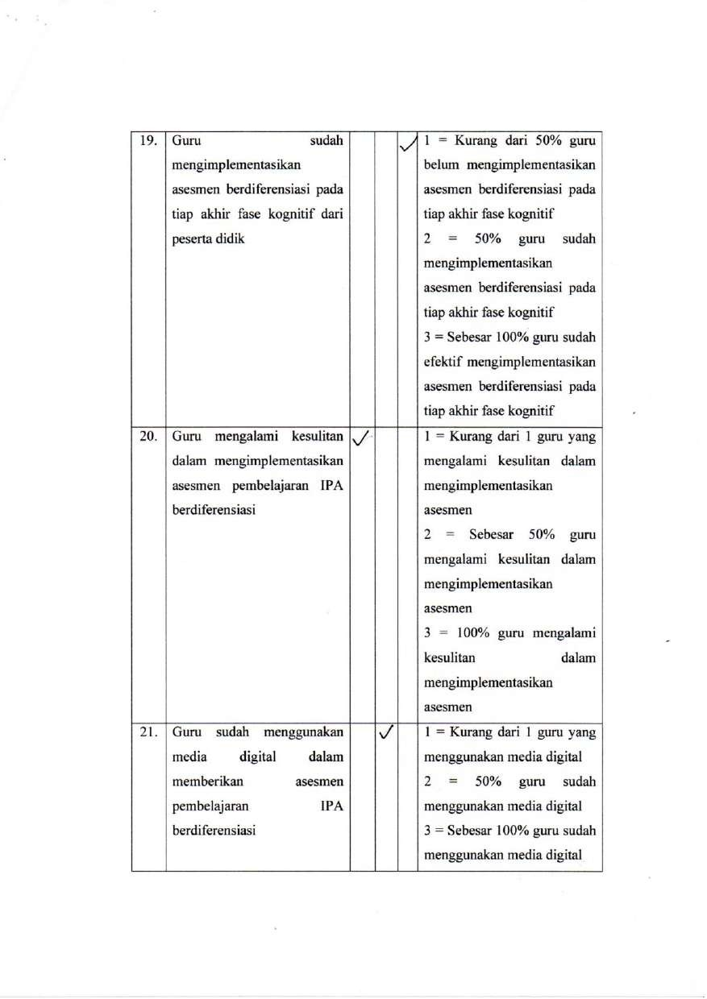 19. Guru sudah ✓ 1 = Kurang dari 50% guru
mengimplementasikan belum mengimplementasikan
asesmen berdiferensiasi pada asesmen berdiferensiasi pada
tiap akhir fase kognitif dari tiap akhir fase kognitif
peserta didik 2 = 50% guru sudah
mengimplementasikan
asesmen berdiferensiasi pada
tiap akhir fase kognitif
3 = Sebesar 100% guru sudah
efektif mengimplementasikan
asesmen berdiferensiasi pada
tiap akhir fase kognitif
20. Guru mengalami kesulitan ✓ 1 = Kurang dari 1 guru yang
dalam mengimplementasikan mengalami kesulitan dalam
asesmen pembelajaran IPA mengimplementasikan
berdiferensiasi asesmen
2 = Sebesar 50% guru
mengalami kesulitan dalam
mengimplementasikan
asesmen
3 = 100% guru mengalami
kesulitan dalam
mengimplementasikan
asesmen
21. Guru sudah menggunakan ✓ 1 = Kurang dari 1 guru yang
media digital dalam menggunakan media digital
memberikan asesmen 2 = 50% guru sudah
pembelajaran IPA menggunakan media digital
berdiferensiasi 3 = Sebesar 100% guru sudah
menggunakan media digital